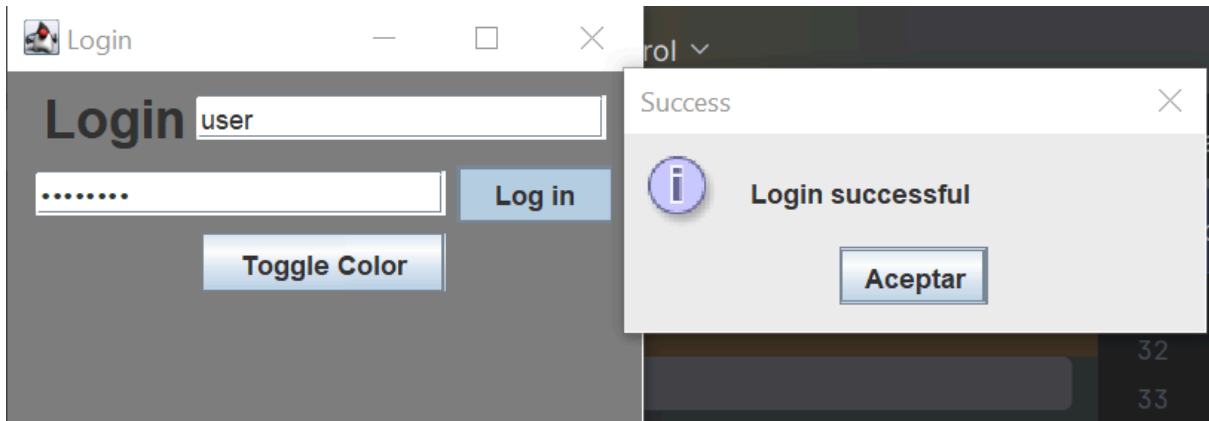 Login
Login user
••••••••
Log in
Toggle Color
rol
Success
i
Login successful
Aceptar
32
33